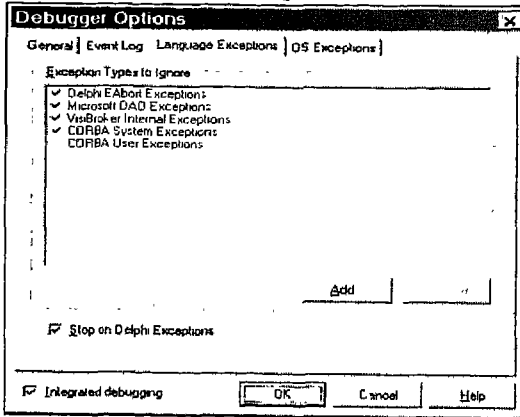 Debugger Options
General Event Log Language Exceptions OS Exceptions
Exception Types to Ignore
Delphi EAbort Exceptions
Microsoft DAO Exceptions
VisiBroker Internal Exceptions
CORBA System Exceptions
CORBA User Exceptions
Add
Stop on Delphi Exceptions
Integrated debugging OK Cancel Help